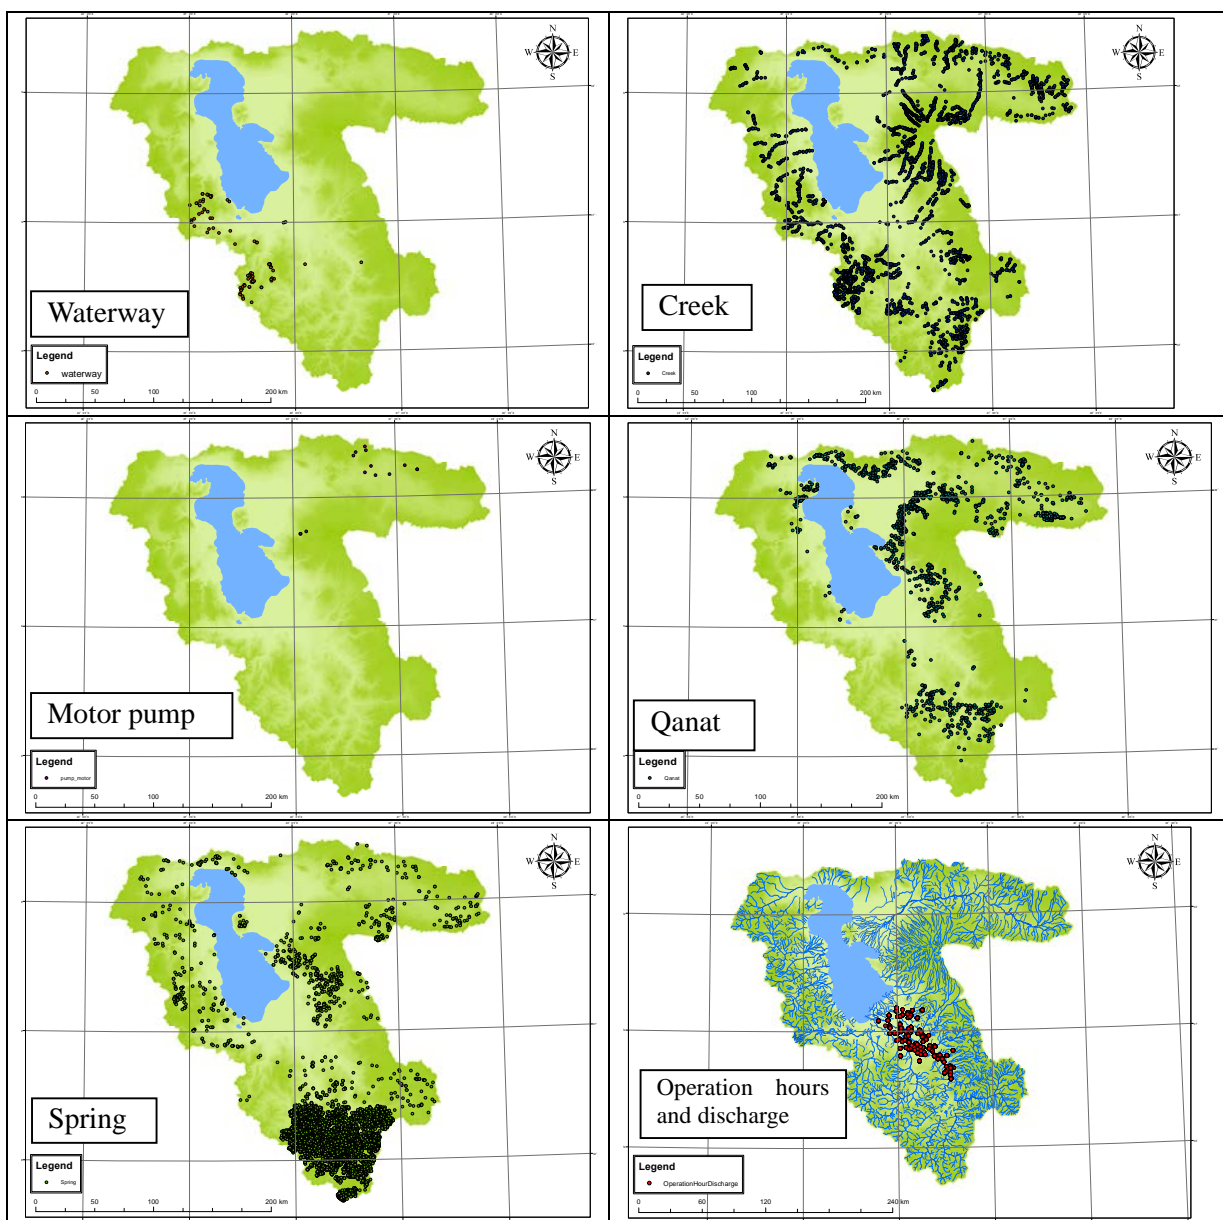 N
W E
S
Waterway
Legend
waterway
0 50 100 200 km
N
W E
S
Creek
Legend
Creek
0 50 100 200 km
N
W E
S
Motor pump
Legend
pump_motor
0 50 100 200 km
N
W E
S
Qanat
Legend
Qanat
0 50 100 200 km
N
W E
S
Spring
Legend
Spring
0 50 100 200 km
N
W E
S
Operation hours
and discharge
Legend
OperationHourDischarge
0 60 120 240 km